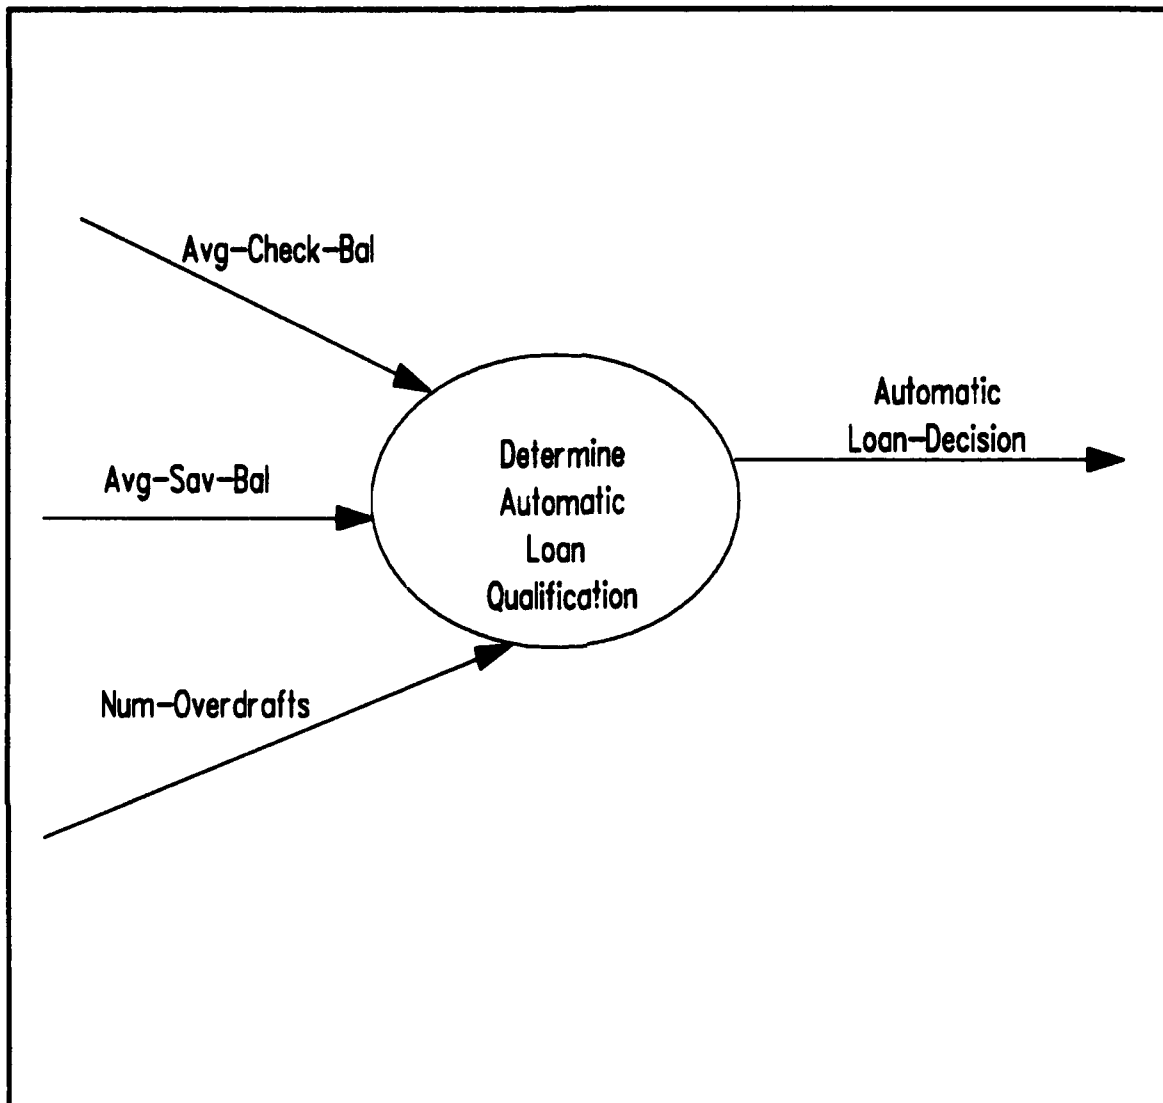 Avg-Check-Bal
Automatic
Loan-Decision
Avg-Sav-Bal
Determine
Automatic
Loan
Qualification
Num-Overdrafts